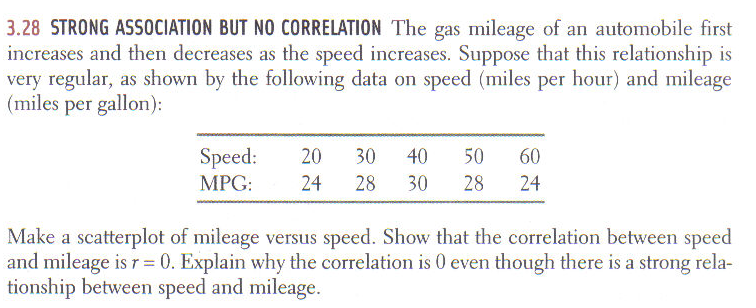 3.28 STRONG ASSOCIATION BUT NO CORRELATION The gas mileage of an automobile first
increases and then decreases as the speed increases. Suppose that this relationship is
very regular, as shown by the following data on speed (miles per hour) and mileage
(miles per gallon):
Speed: 20 30 40 50 60
MPG: 24 28 30 28 24
Make a scatterplot of mileage versus speed. Show that the correlation between speed
and mileage is r = 0. Explain why the correlation is 0 even though there is a strong rela-
tionship between speed and mileage.